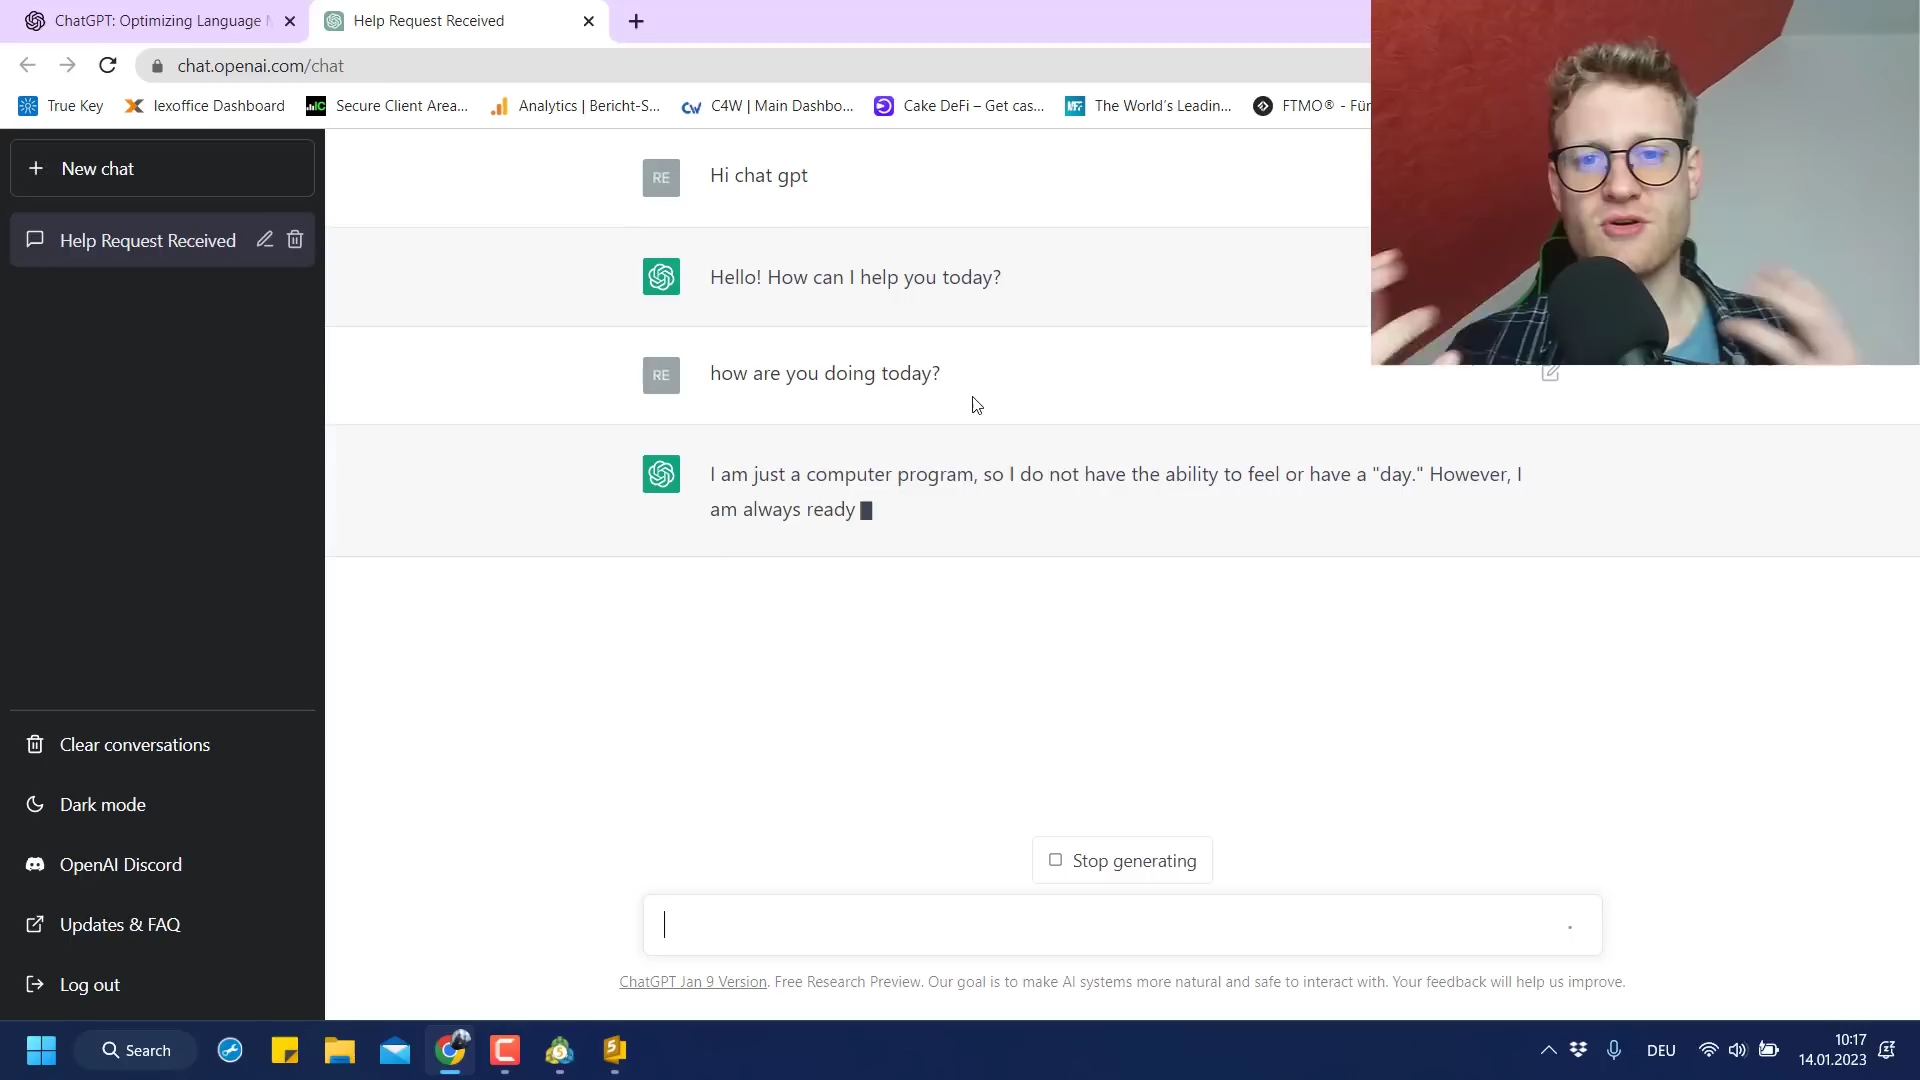 ChatGPT: Optimizing Language
Help Request Received
chat.openai.com/chat
True Key
lexoffice Dashboard
Secure Client Area...
Analytics | Bericht-S...
C4W | Main Dashbo...
Cake DeFi – Get cas...
The World's Leadin...
FTMO® - Für
New chat
Help Request Received
Clear conversations
Dark mode
OpenAI Discord
Updates & FAQ
Log out
RE
Hi chat gpt
Hello! How can I help you today?
RE
how are you doing today?
I am just a computer program, so I do not have the ability to feel or have a "day." However, I
am always ready
Stop generating
ChatGPT Jan 9 Version. Free Research Preview. Our goal is to make AI systems more natural and safe to interact with. Your feedback will help us improve.
Search
DEU
10:17
14.01.2023